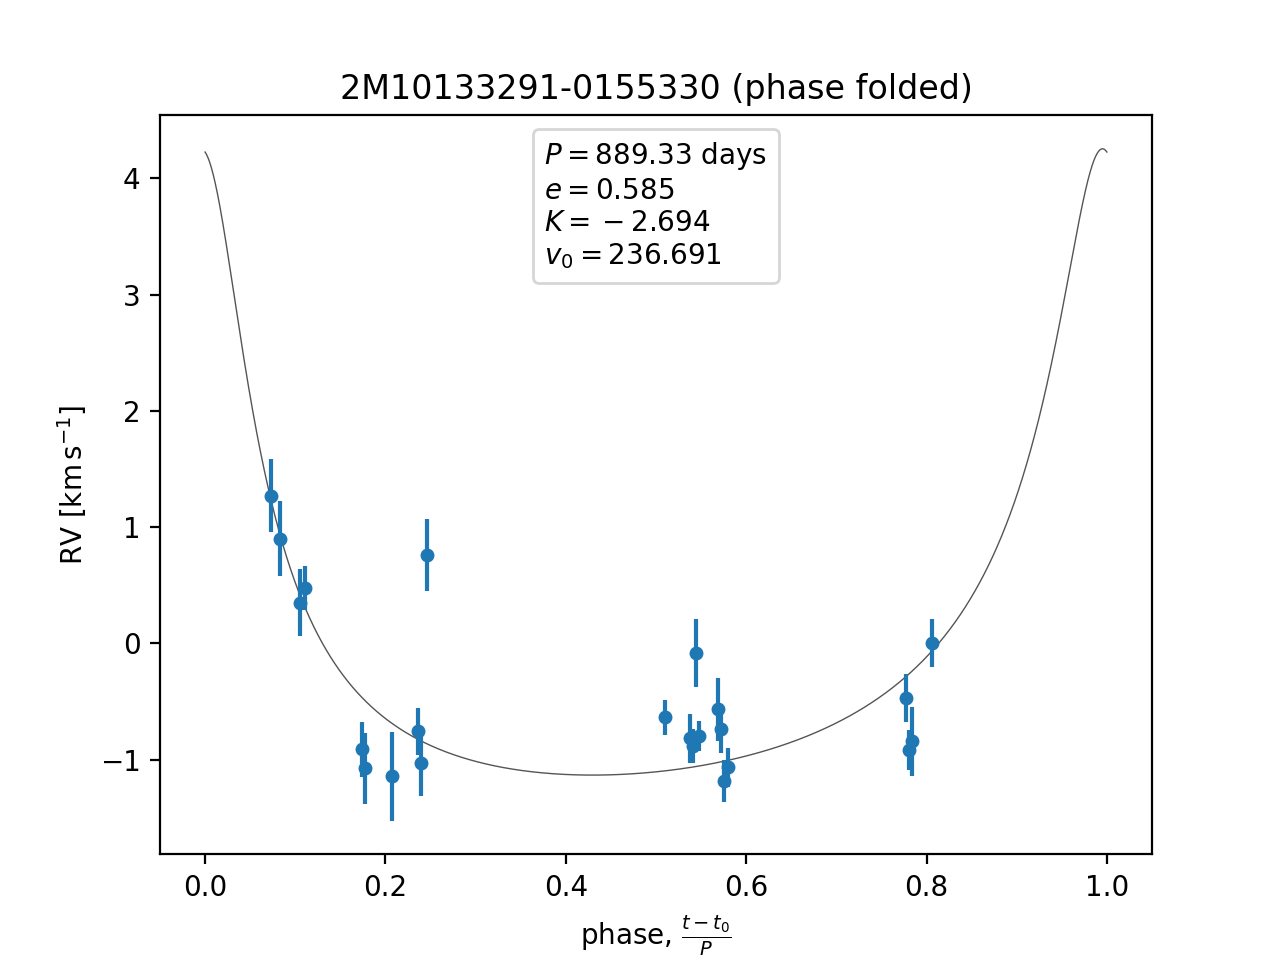 2M10133291-0155330 (phase folded)
P = 889.33 days
e = 0.585
K = −2.694
v₀ = 236.691
RV [km s⁻¹]
4
3
2
1
0
−1
0.0 0.2 0.4 0.6 0.8 1.0
phase, (t − t₀)/P